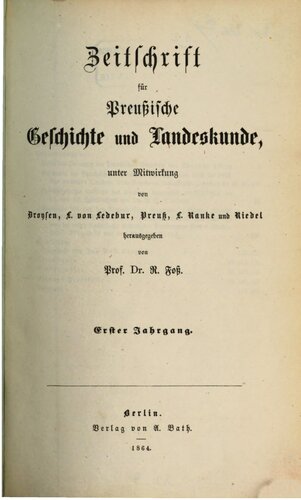 Zeitschrift
für
Preußische
Geschichte und Landeskunde,
unter Mitwirkung
von
Droysen, L. von Ledebur, Preuß, L. Ranke und Riedel
herausgegeben
von
Prof. Dr. R. Foß.
Erster Jahrgang.
Berlin.
Verlag von A. Bath.
1864.